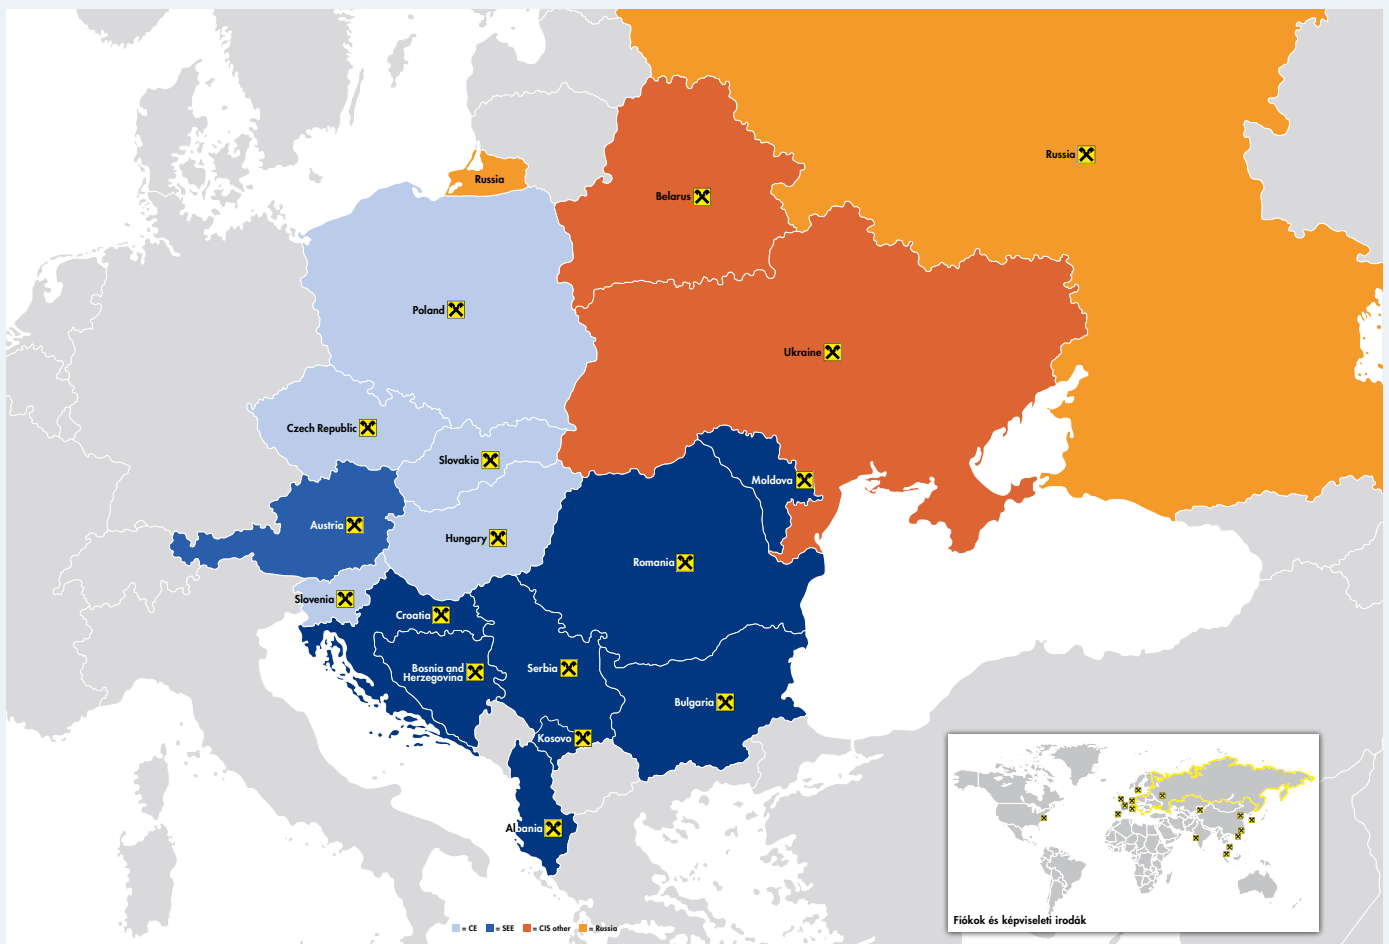 Russia
Russia
Belarus
Poland
Ukraine
Czech Republic
Slovakia
Moldova
Austria
Hungary
Romania
Slovenia
Croatia
Bosnia and
Herzegovina
Serbia
Bulgaria
Kosovo
Albania
Fiókok és képviseleti irodák
= CE = SEE = CIS other = Russia